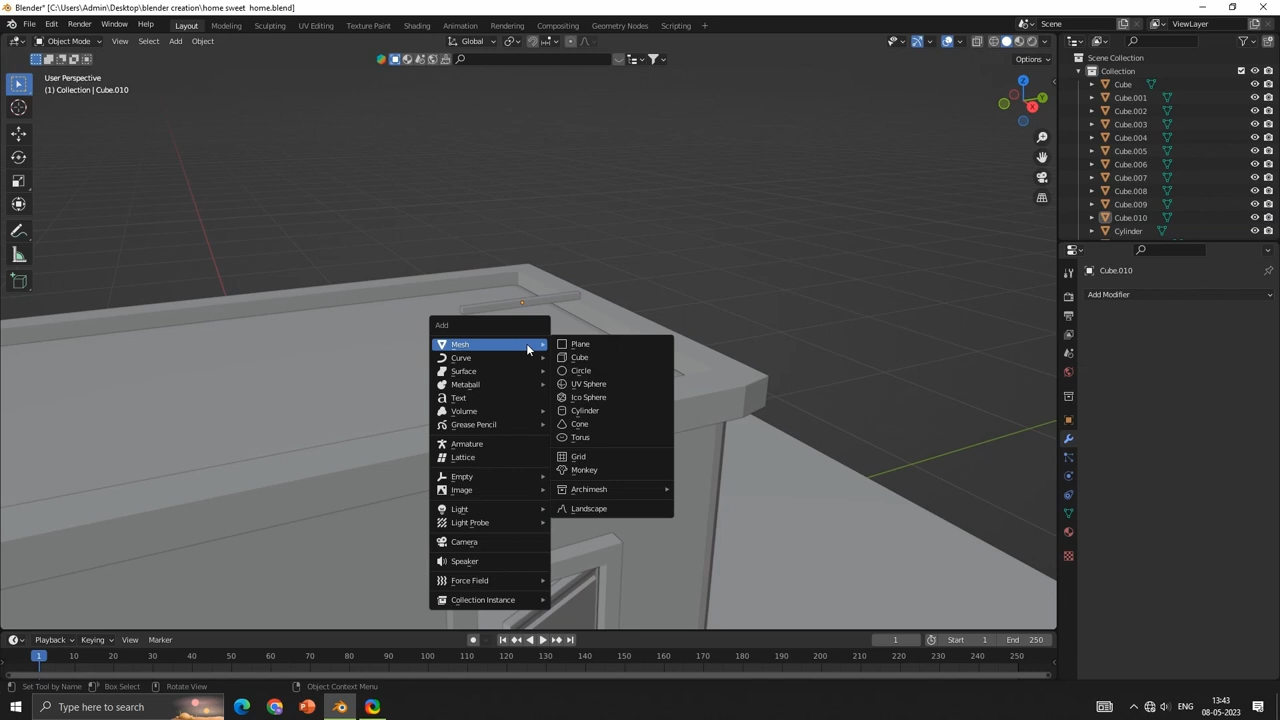 Blender* [C:\Users\Admin\Desktop\blender creation\home sweet  home.blend]
File Edit Render Window Help
Layout Modeling Sculpting UV Editing Texture Paint Shading Animation Rendering Compositing Geometry Nodes Scripting +
Scene
ViewLayer
Object Mode View Select Add Object
Global
Options
User Perspective
(1) Collection | Cube.010
X
Y
Z
Scene Collection
Collection
Cube
Cube.001
Cube.002
Cube.003
Cube.004
Cube.005
Cube.006
Cube.007
Cube.008
Cube.009
Cube.010
Cylinder
Cube.010
Add Modifier
Add
Mesh
Curve
Surface
Metaball
Text
Volume
Grease Pencil
Armature
Lattice
Empty
Image
Light
Light Probe
Camera
Speaker
Force Field
Collection Instance
Plane
Cube
Circle
UV Sphere
Ico Sphere
Cylinder
Cone
Torus
Grid
Monkey
Archimesh
Landscape
Playback Keying View Marker
1 Start 1 End 250
1 10 20 30 40 50 60 70 80 90 100 110 120 130 140 150 160 170 180 190 200 210 220 230 240 250
Set Tool by Name Box Select Rotate View Object Context Menu
Type here to search
ENG
13:43
08-05-2023